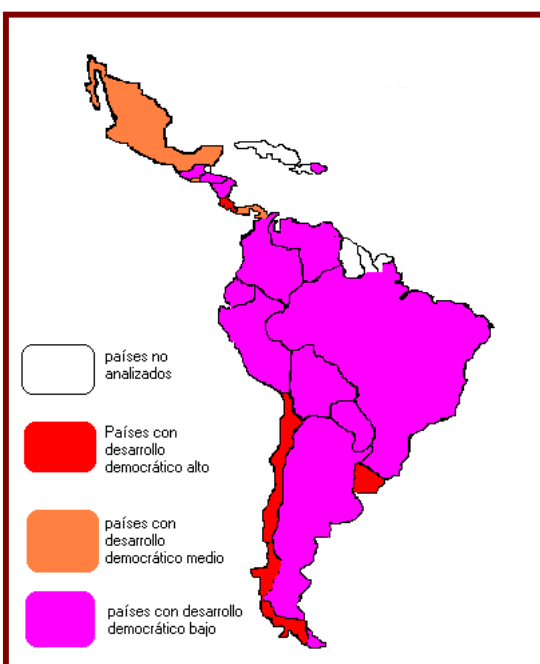 países no
analizados
Países con
desarrollo
democrático alto
países con
desarrollo
democrático medio
países con desarrollo
democrático bajo